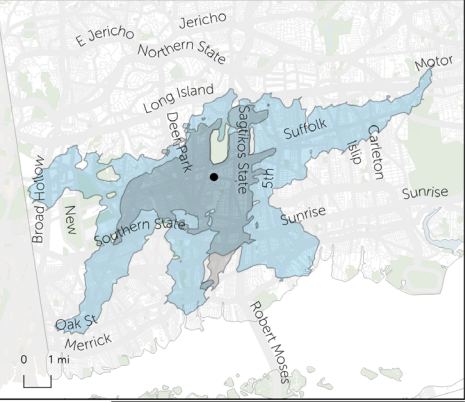 E Jericho
Jericho
Northern State
Motor
Long Island
Deer Park
Sagtikos State
Suffolk
Carleton
Islip
Broad Hollow
New
5th
Sunrise
Sunrise
Southern State
Oak St
Merrick
Robert Moses
0 1 mi